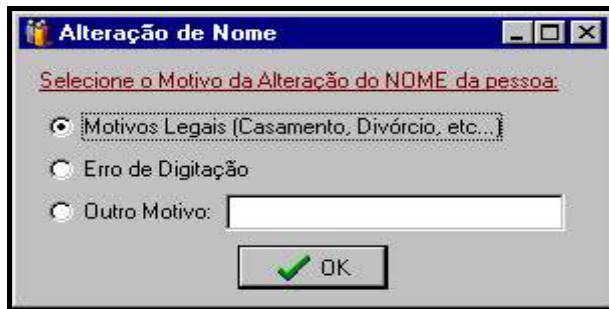 Alteração de Nome
Selecione o Motivo da Alteração do NOME da pessoa:
Motivos Legais (Casamento, Divórcio, etc...)
Erro de Digitação
Outro Motivo:
OK